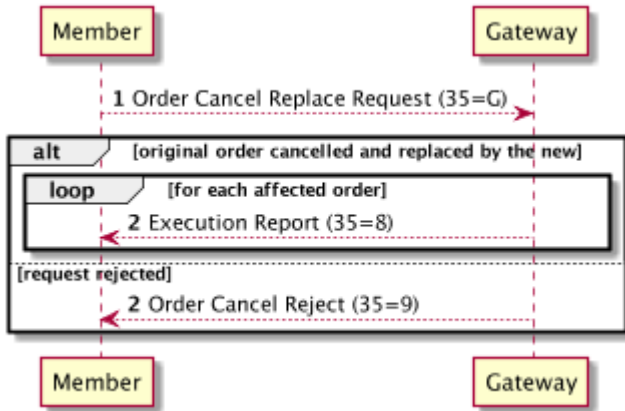 Member Gateway
1 Order Cancel Replace Request (35=G)
alt [original order cancelled and replaced by the new]
loop [for each affected order]
2 Execution Report (35=8)
[request rejected]
2 Order Cancel Reject (35=9)
Member Gateway